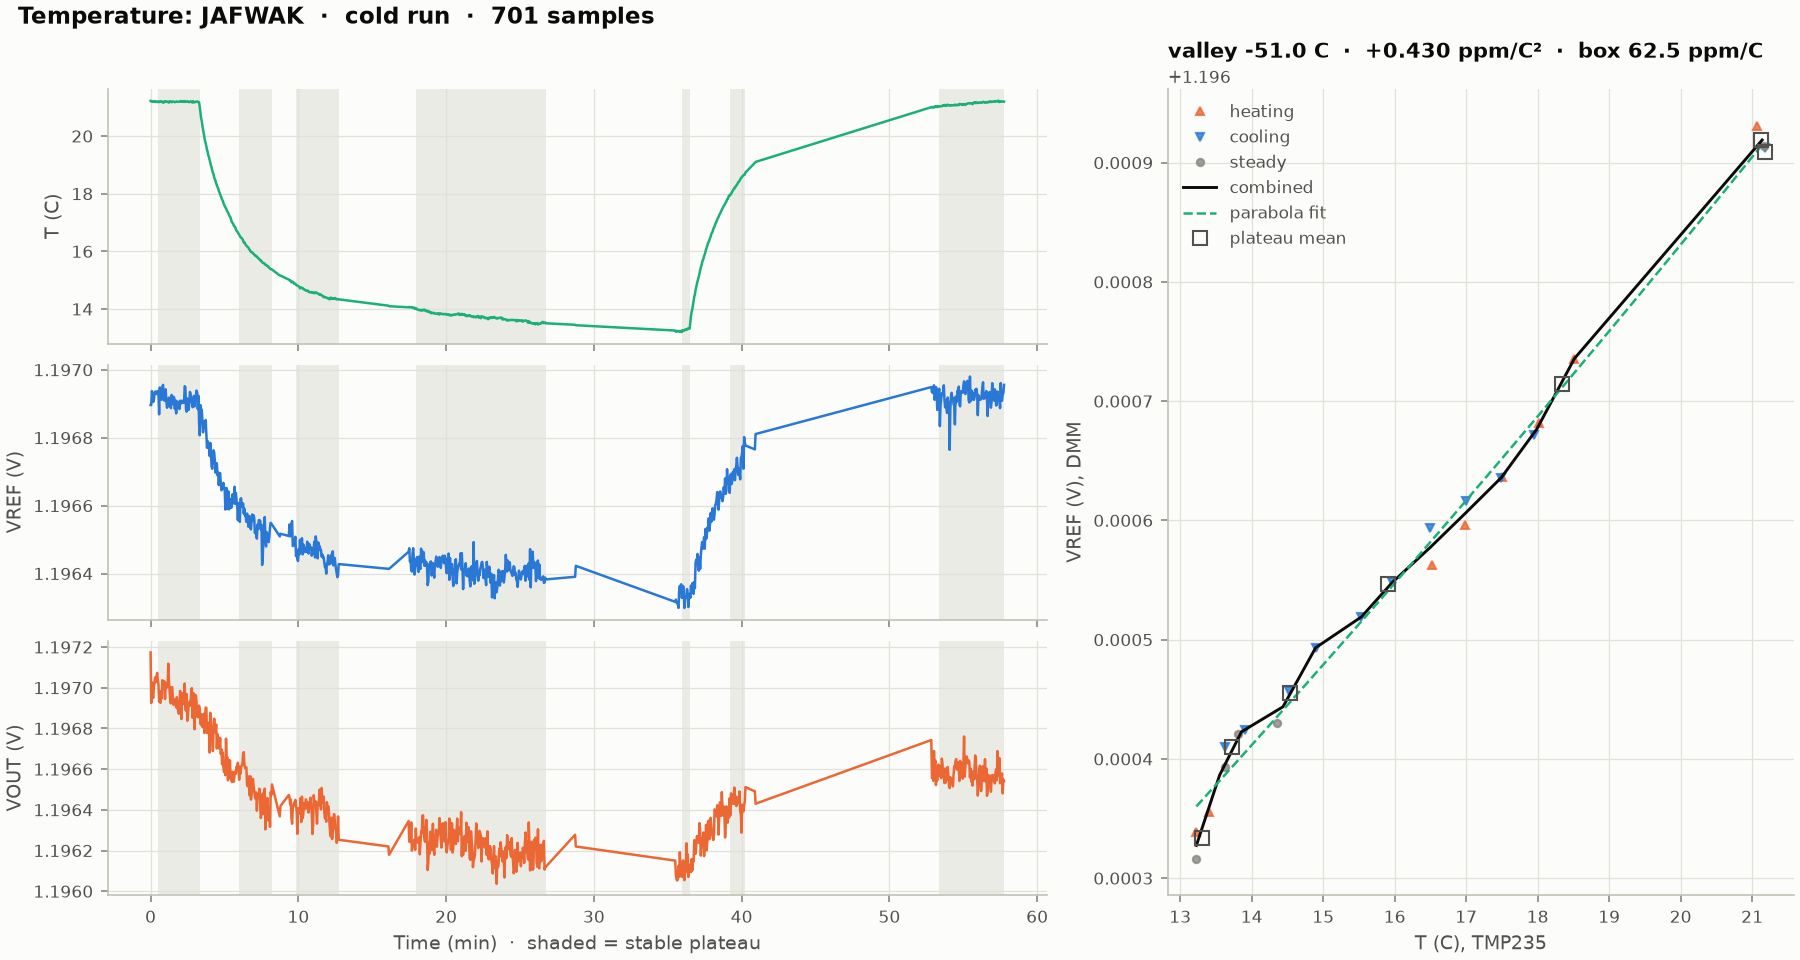 Temperature: JAFWAK · cold run · 701 samples
T (C)
20
18
16
14
VREF (V)
1.1970
1.1968
1.1966
1.1964
VOUT (V)
1.1972
1.1970
1.1968
1.1966
1.1964
1.1962
1.1960
0 10 20 30 40 50 60
Time (min) · shaded = stable plateau
valley -51.0 C · +0.430 ppm/C² · box 62.5 ppm/C
+1.196
heating
cooling
steady
combined
parabola fit
plateau mean
VREF (V), DMM
0.0009
0.0008
0.0007
0.0006
0.0005
0.0004
0.0003
13 14 15 16 17 18 19 20 21
T (C), TMP235